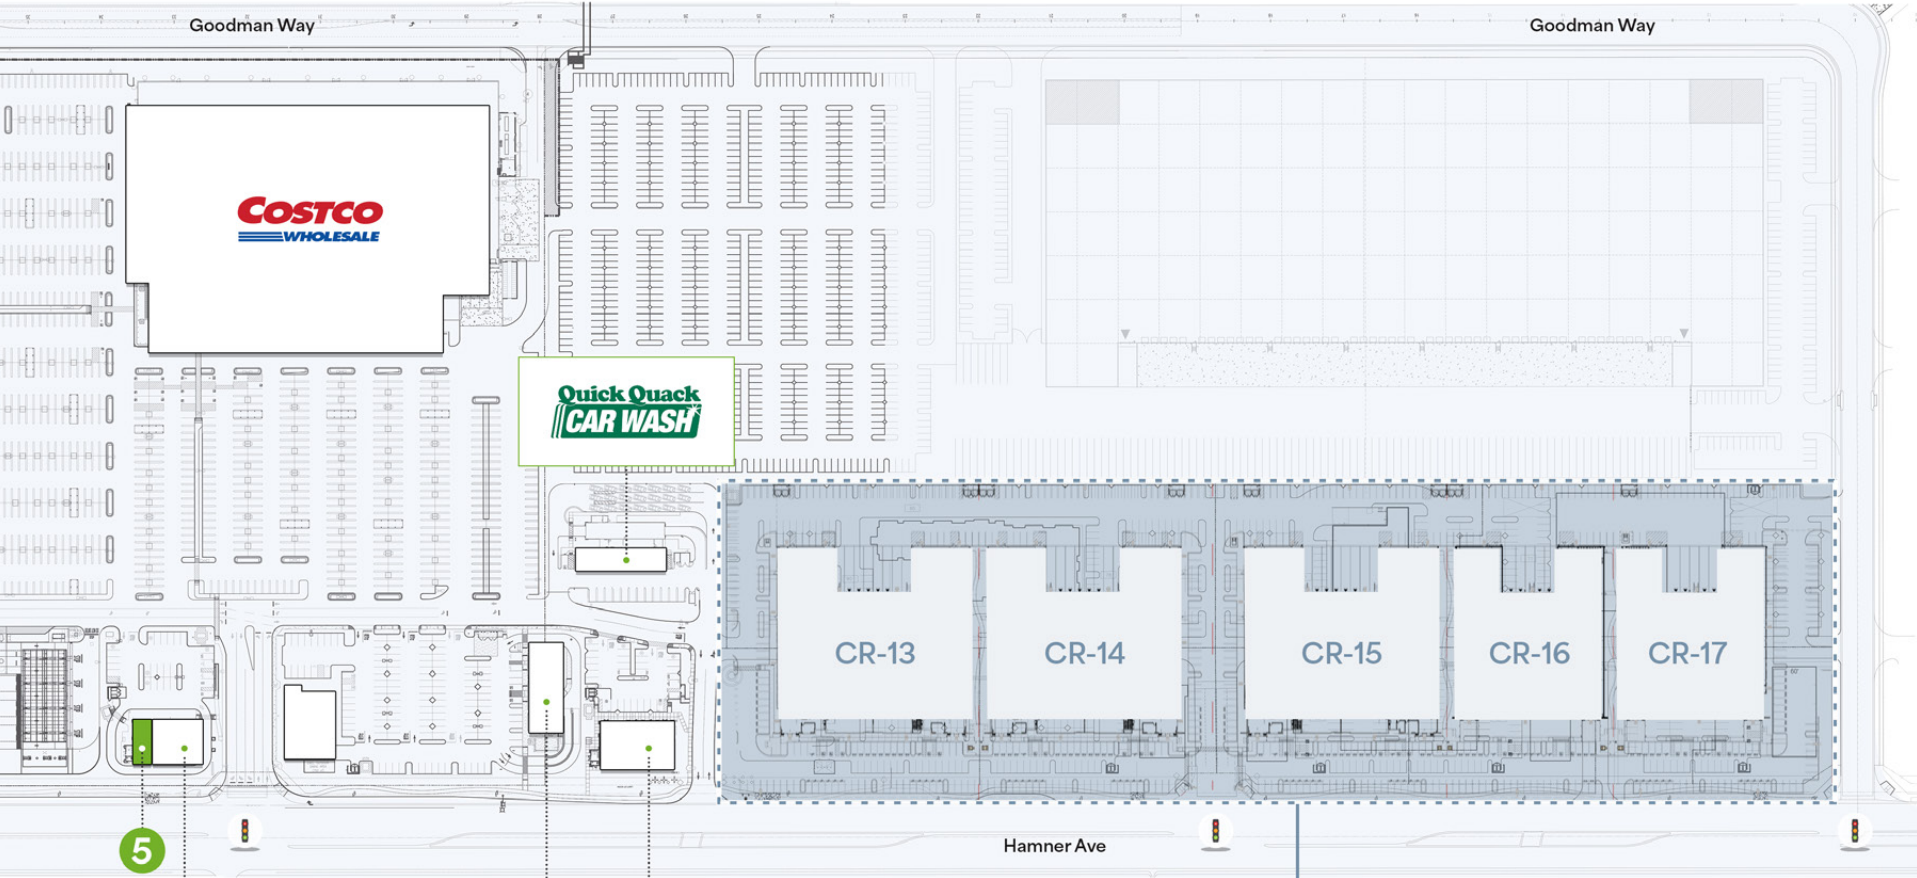 Goodman Way
Goodman Way
COSTCO
WHOLESALE
Quick Quack
CAR WASH
CR-13
CR-14
CR-15
CR-16
CR-17
5
Hamner Ave